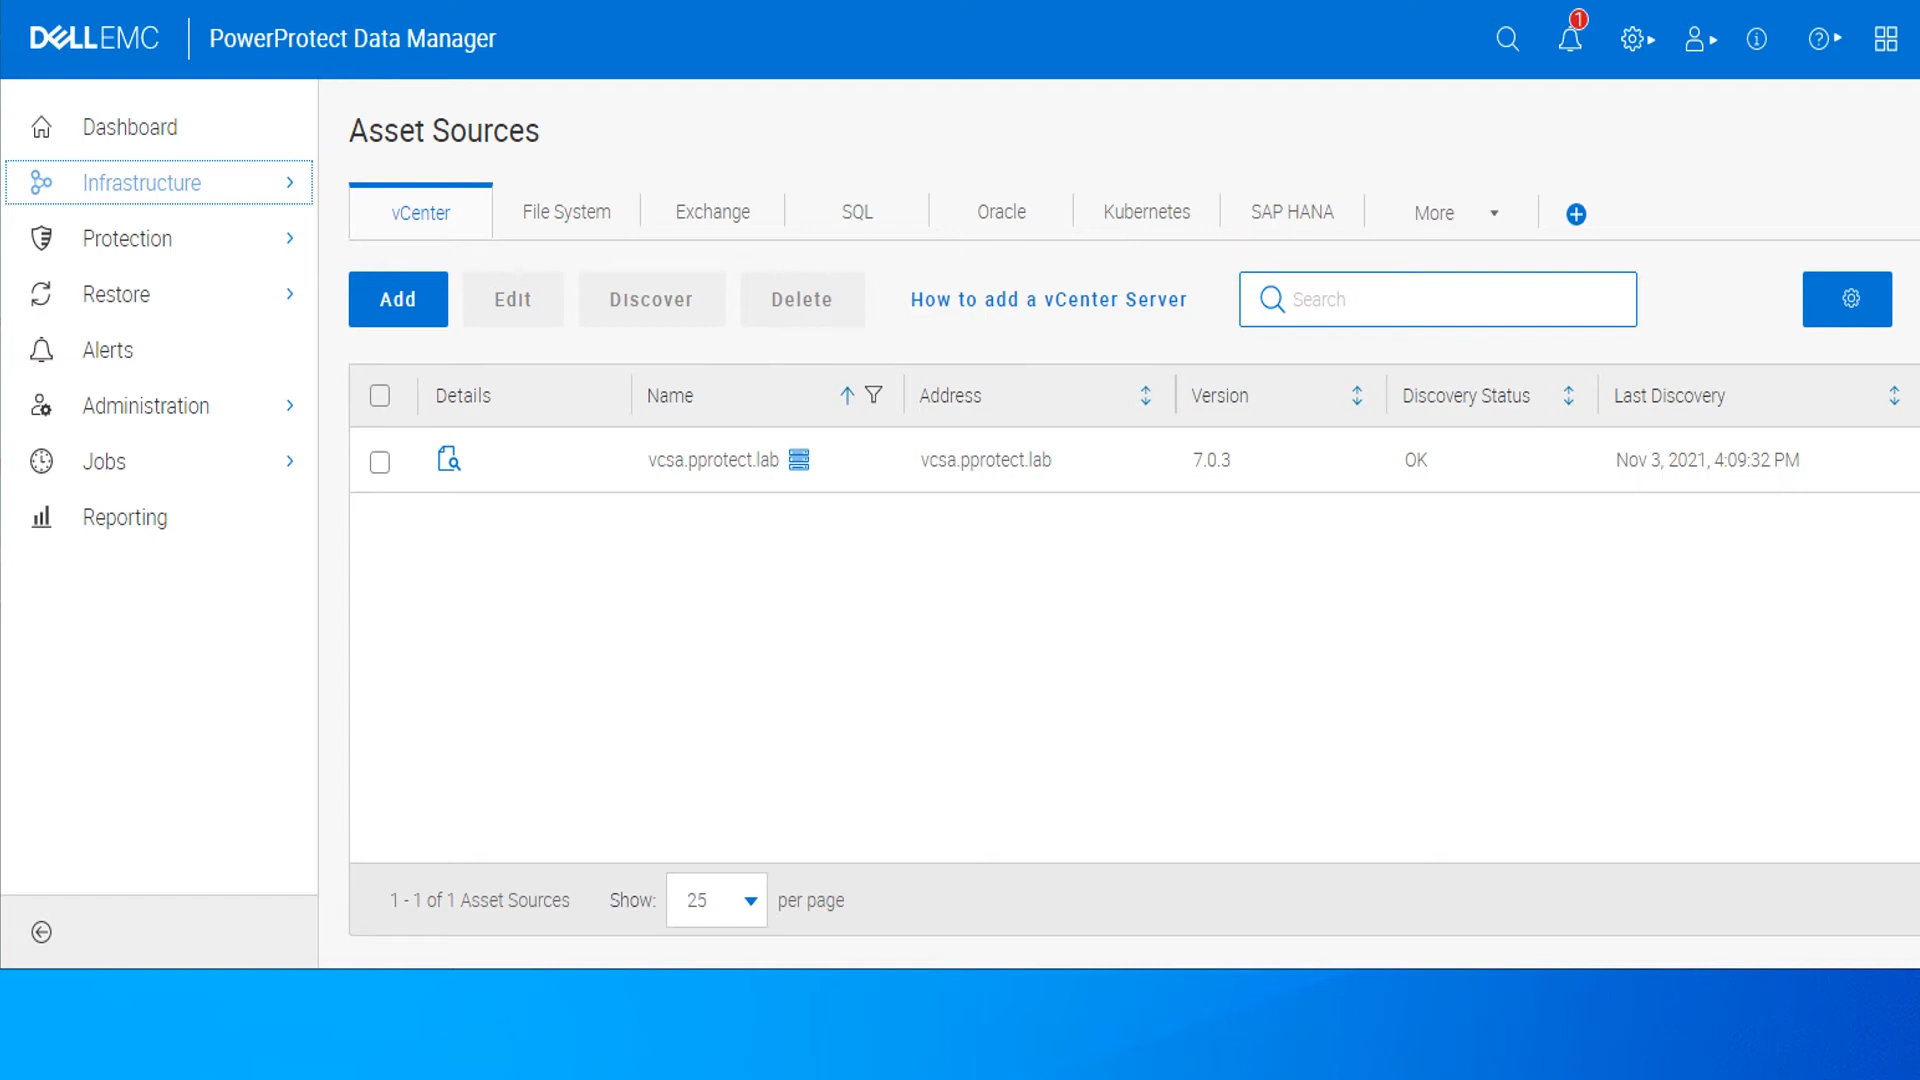 DELL EMC PowerProtect Data Manager
1
Dashboard
Infrastructure
Protection
Restore
Alerts
Administration
Jobs
Reporting
Asset Sources
vCenter File System Exchange SQL Oracle Kubernetes SAP HANA More
Add Edit Discover Delete How to add a vCenter Server Search
Details Name Address Version Discovery Status Last Discovery
vcsa.pprotect.lab vcsa.pprotect.lab 7.0.3 OK Nov 3, 2021, 4:09:32 PM
1 - 1 of 1 Asset Sources Show: 25 per page